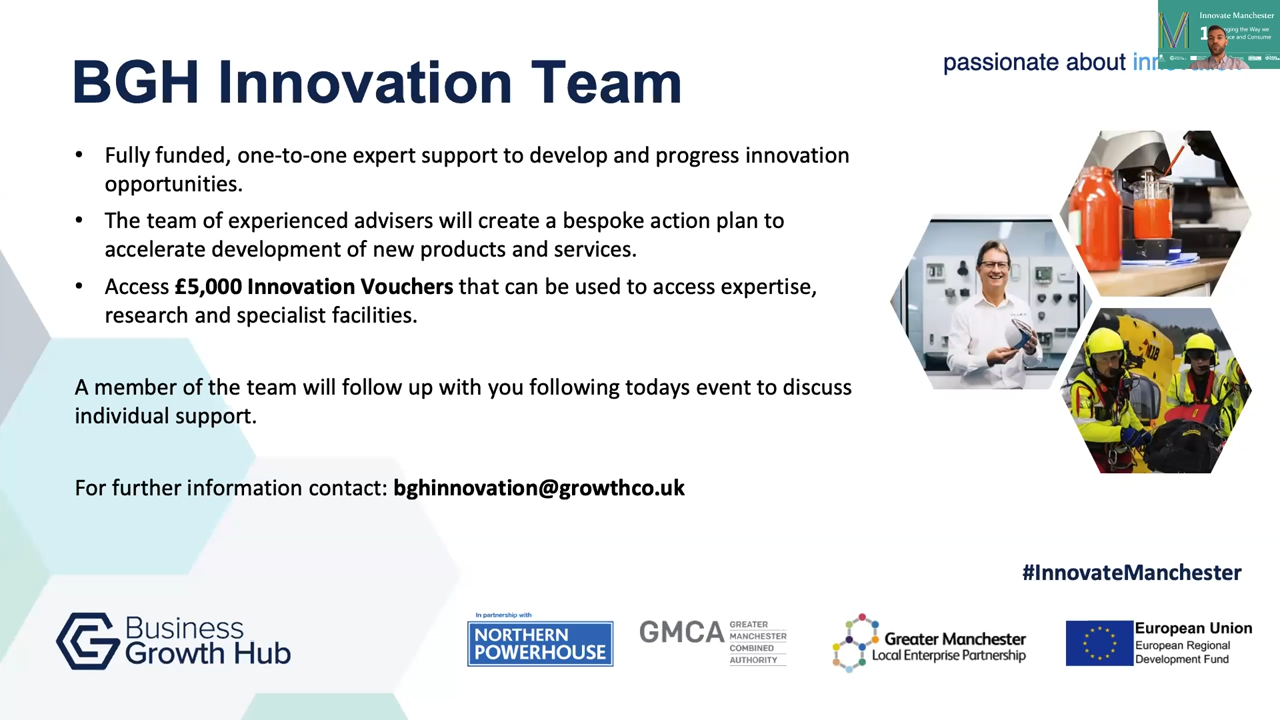 BGH Innovation Team
passionate about
Innovate Manchester
• Fully funded, one-to-one expert support to develop and progress innovation
opportunities.
• The team of experienced advisers will create a bespoke action plan to
accelerate development of new products and services.
• Access £5,000 Innovation Vouchers that can be used to access expertise,
research and specialist facilities.
A member of the team will follow up with you following todays event to discuss
individual support.
For further information contact: bghinnovation@growthco.uk
#InnovateManchester
Business
Growth Hub
In partnership with
NORTHERN
POWERHOUSE
GMCA
GREATER
MANCHESTER
COMBINED
AUTHORITY
Greater Manchester
Local Enterprise Partnership
European Union
European Regional
Development Fund